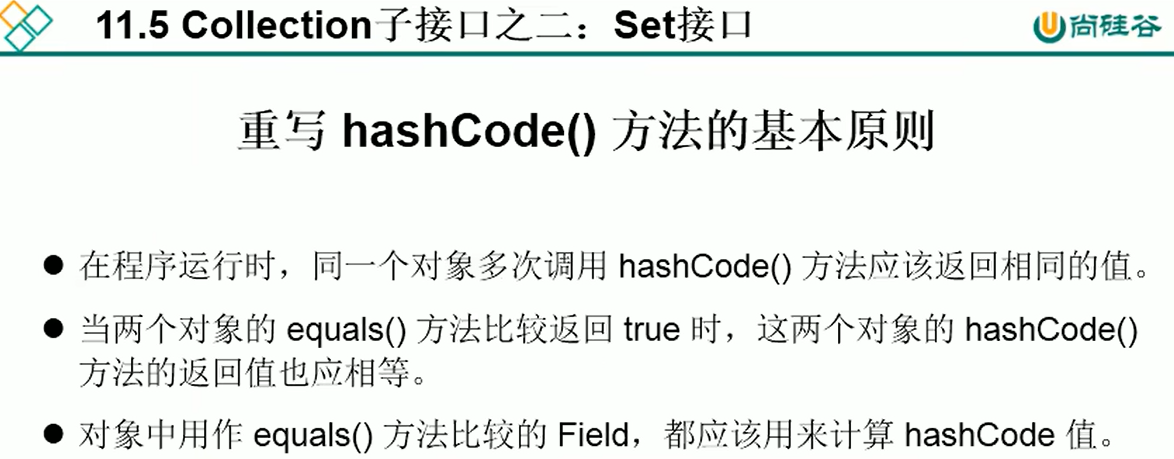 11.5 Collection子接口之二：Set接口
尚硅谷
重写 hashCode() 方法的基本原则
● 在程序运行时，同一个对象多次调用 hashCode() 方法应该返回相同的值。
● 当两个对象的 equals() 方法比较返回 true 时，这两个对象的 hashCode()
方法的返回值也应相等。
● 对象中用作 equals() 方法比较的 Field，都应该用来计算 hashCode 值。